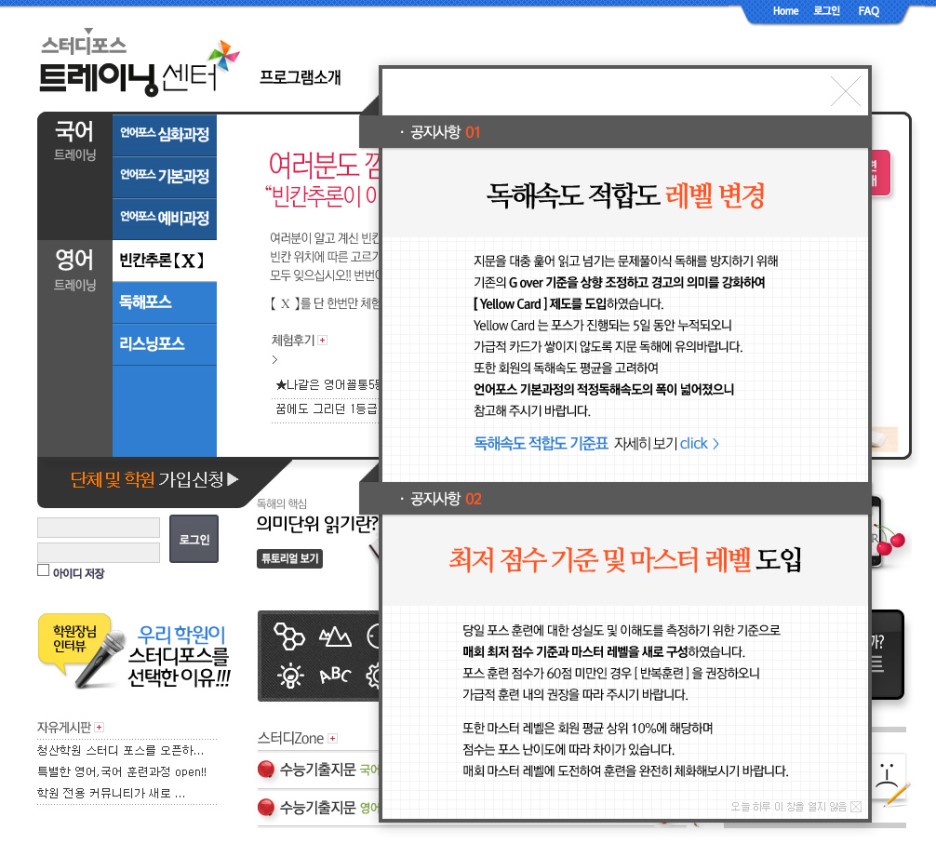 Home 로그인 FAQ
스터디포스
트레이닝센터
프로그램소개
국어
트레이닝
언어포스 심화과정
언어포스 기본과정
언어포스 예비과정
영어
트레이닝
빈칸추론【X】
독해포스
리스닝포스
여러분도
“빈칸추론이
여러분이 알고 계신 빈칸
빈칸 위치에 따른 고르기
모두 잊으십시오!!
【 X 】를 단 한번만
체험후기
★나같은 영어꼴통5등
꿈에도 그리던 1등급
단체 및 학원 가입신청▶
로그인
아이디 저장
독해의 핵심
의미단위 읽기란?
튜토리얼 보기
학원장님
인터뷰
우리 학원이
스터디포스를
선택한 이유!!!
ABC
자유게시판
청산학원 스터디 포스를 오픈하...
특별한 영어,국어 훈련과정 open!!
학원 전용 커뮤니티가 새로 ...
스터디Zone
수능기출지문 국어
수능기출지문 영어
· 공지사항 01
독해속도 적합도 레벨 변경
지문을 대충 훑어 읽고 넘기는 문제풀이식 독해를 방지하기 위해
기존의 G over 기준을 상향 조정하고 경고의 의미를 강화하여
[ Yellow Card ] 제도를 도입하였습니다.
Yellow Card 는 포스가 진행되는 5일 동안 누적되오니
가급적 카드가 쌓이지 않도록 지문 독해에 유의바랍니다.
또한 회원의 독해속도 평균을 고려하여
언어포스 기본과정의 적정독해속도의 폭이 넓어졌으니
참고해 주시기 바랍니다.
독해속도 적합도 기준표 자세히 보기 click >
· 공지사항 02
최저 점수 기준 및 마스터 레벨 도입
당일 포스 훈련에 대한 성실도 및 이해도를 측정하기 위한 기준으로
매회 최저 점수 기준과 마스터 레벨을 새로 구성하였습니다.
포스 훈련 점수가 60점 미만인 경우 [ 반복훈련 ] 을 권장하오니
가급적 훈련 내의 권장을 따라 주시기 바랍니다.
또한 마스터 레벨은 회원 평균 상위 10%에 해당하며
점수는 포스 난이도에 따라 차이가 있습니다.
매회 마스터 레벨에 도전하여 훈련을 완전히 체화해보시기 바랍니다.
오늘 하루 이 창을 열지 않음